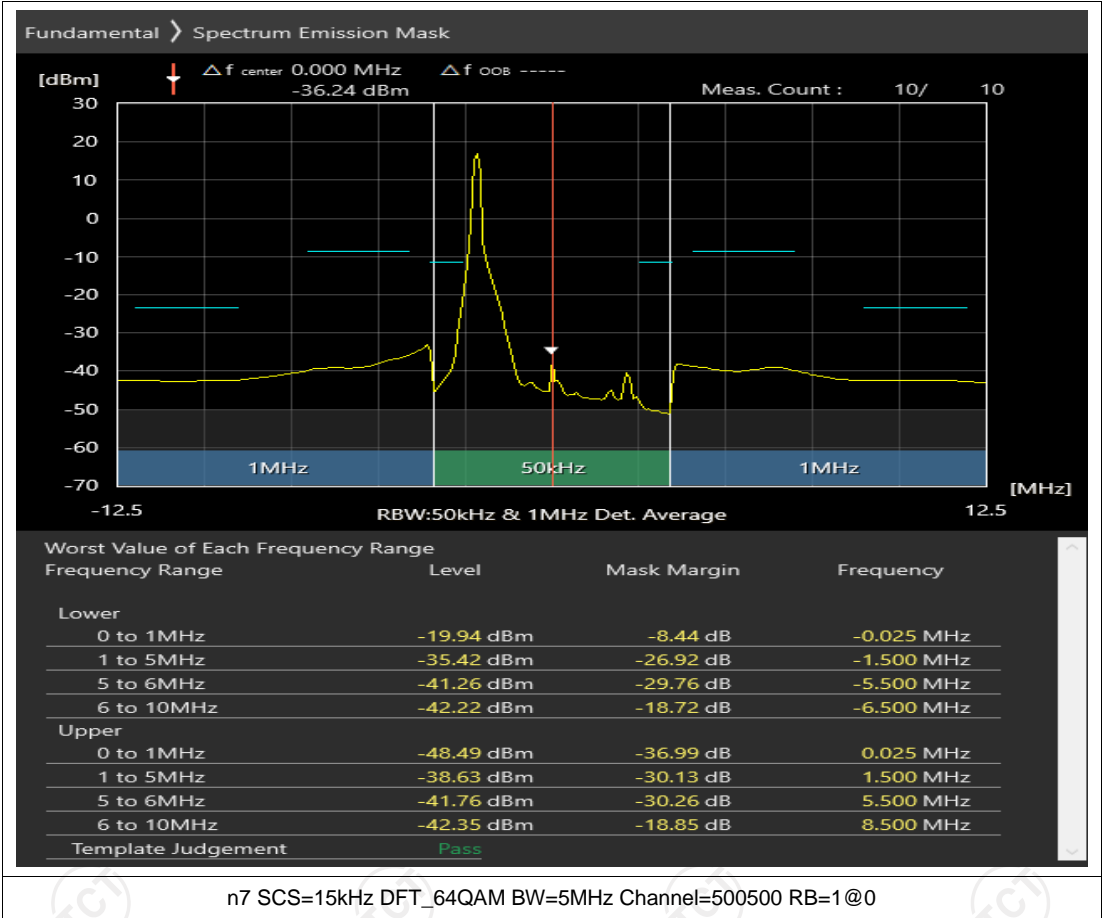 Fundamental ❯ Spectrum Emission Mask
[dBm] △f center 0.000 MHz △f OOB -----
-36.24 dBm Meas. Count : 10/ 10
30
20
10
0
-10
-20
-30
-40
-50
-60
1MHz 50kHz 1MHz
-70
[MHz]
-12.5 RBW:50kHz & 1MHz Det. Average 12.5
Worst Value of Each Frequency Range
Frequency Range Level Mask Margin Frequency
Lower
0 to 1MHz -19.94 dBm -8.44 dB -0.025 MHz
1 to 5MHz -35.42 dBm -26.92 dB -1.500 MHz
5 to 6MHz -41.26 dBm -29.76 dB -5.500 MHz
6 to 10MHz -42.22 dBm -18.72 dB -6.500 MHz
Upper
0 to 1MHz -48.49 dBm -36.99 dB 0.025 MHz
1 to 5MHz -38.63 dBm -30.13 dB 1.500 MHz
5 to 6MHz -41.76 dBm -30.26 dB 5.500 MHz
6 to 10MHz -42.35 dBm -18.85 dB 8.500 MHz
Template Judgement Pass
n7 SCS=15kHz DFT_64QAM BW=5MHz Channel=500500 RB=1@0
TCT
TCT
TCT